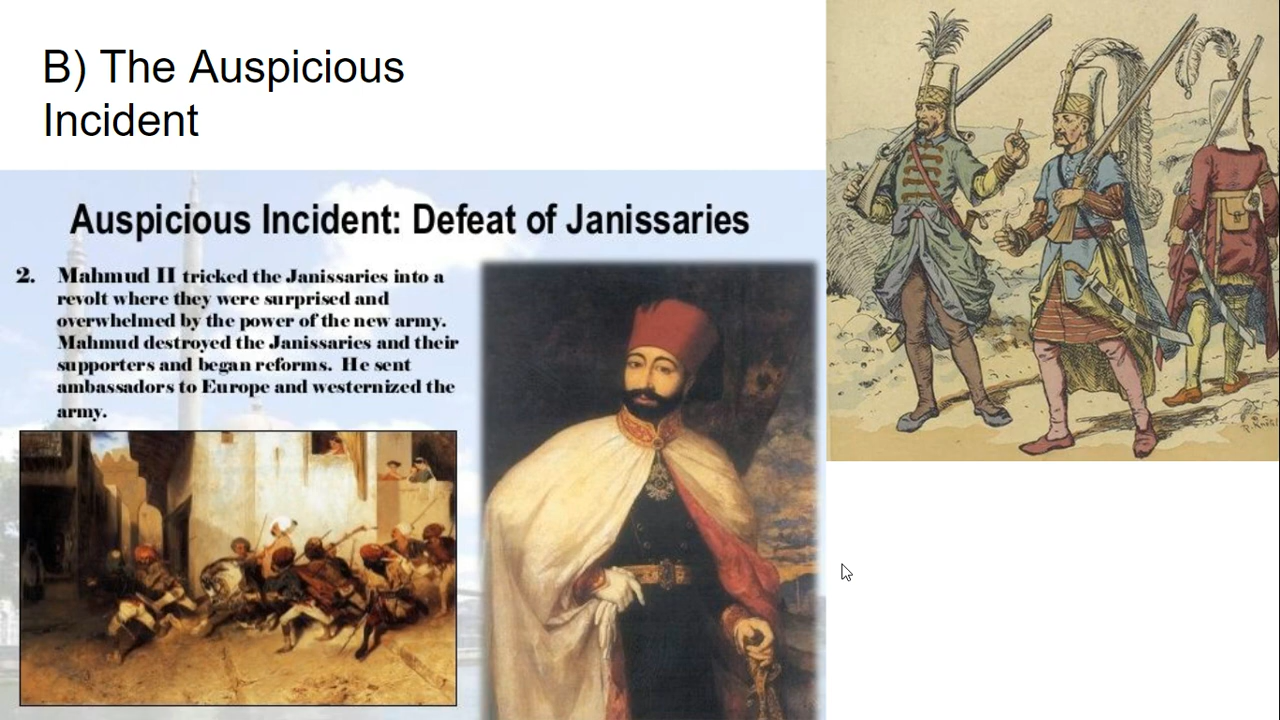 B) The Auspicious
Incident
Auspicious Incident: Defeat of Janissaries
2. Mahmud II tricked the Janissaries into a
revolt where they were surprised and
overwhelmed by the power of the new army.
Mahmud destroyed the Janissaries and their
supporters and began reforms. He sent
ambassadors to Europe and westernized the
army.